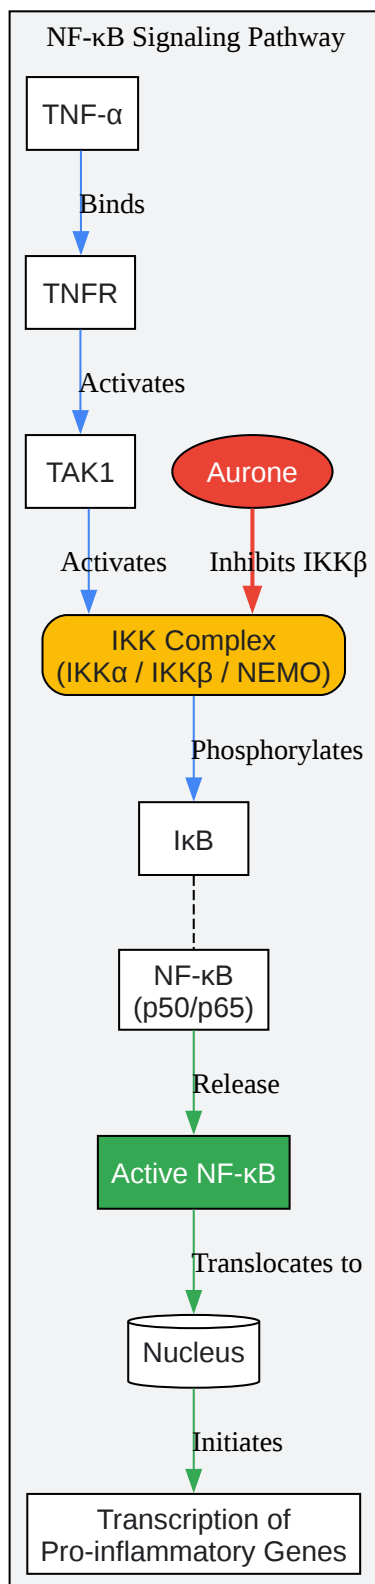 NF-κB Signaling Pathway
TNF-α
Binds
TNFR
Activates
TAK1
Aurone
Activates
Inhibits IKKβ
IKK Complex
(IKKα / IKKβ / NEMO)
Phosphorylates
IκB
NF-κB
(p50/p65)
Release
Active NF-κB
Translocates to
Nucleus
Initiates
Transcription of
Pro-inflammatory Genes